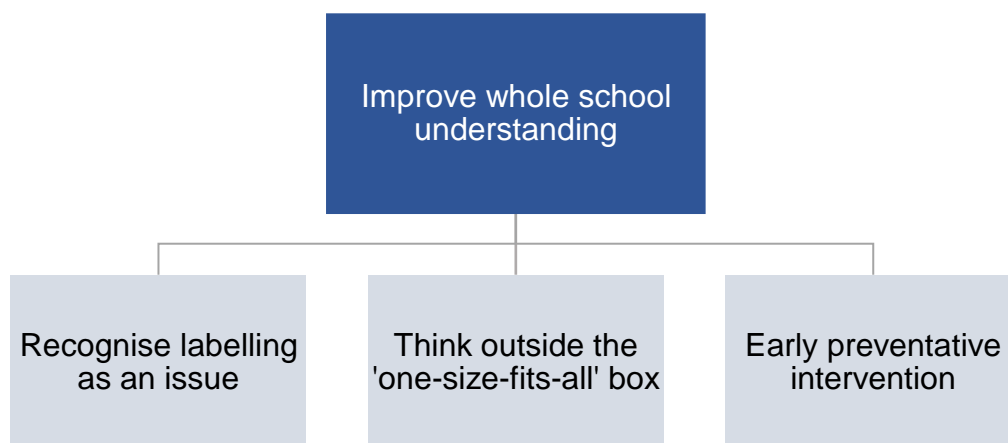 Improve whole school
understanding
Recognise labelling
as an issue
Think outside the
'one-size-fits-all' box
Early preventative
intervention